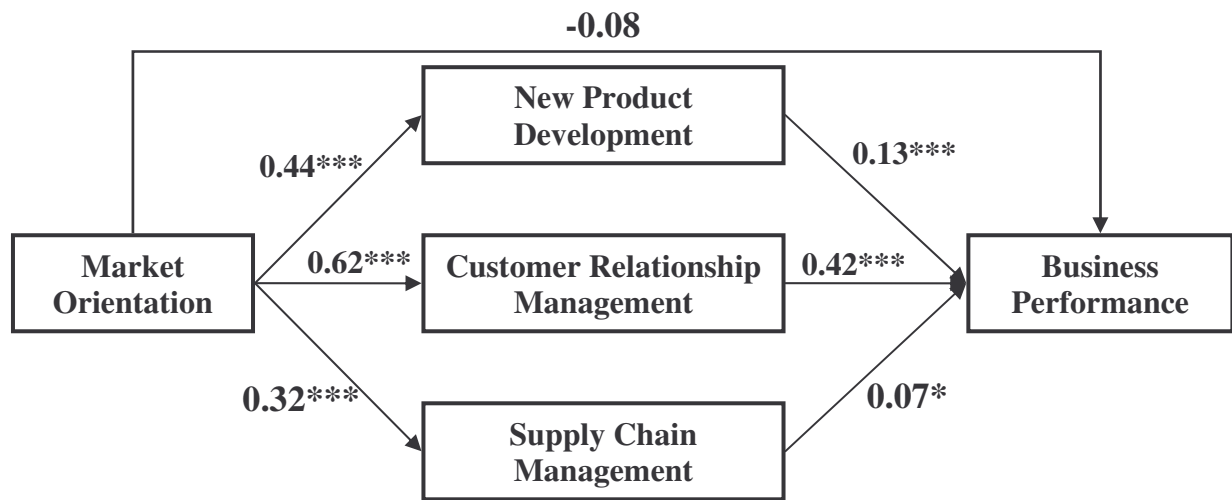 -0.08
New Product
Development
0.44***
0.13***
Market
Orientation
0.62***
Customer Relationship
Management
0.42***
Business
Performance
0.32***
0.07*
Supply Chain
Management